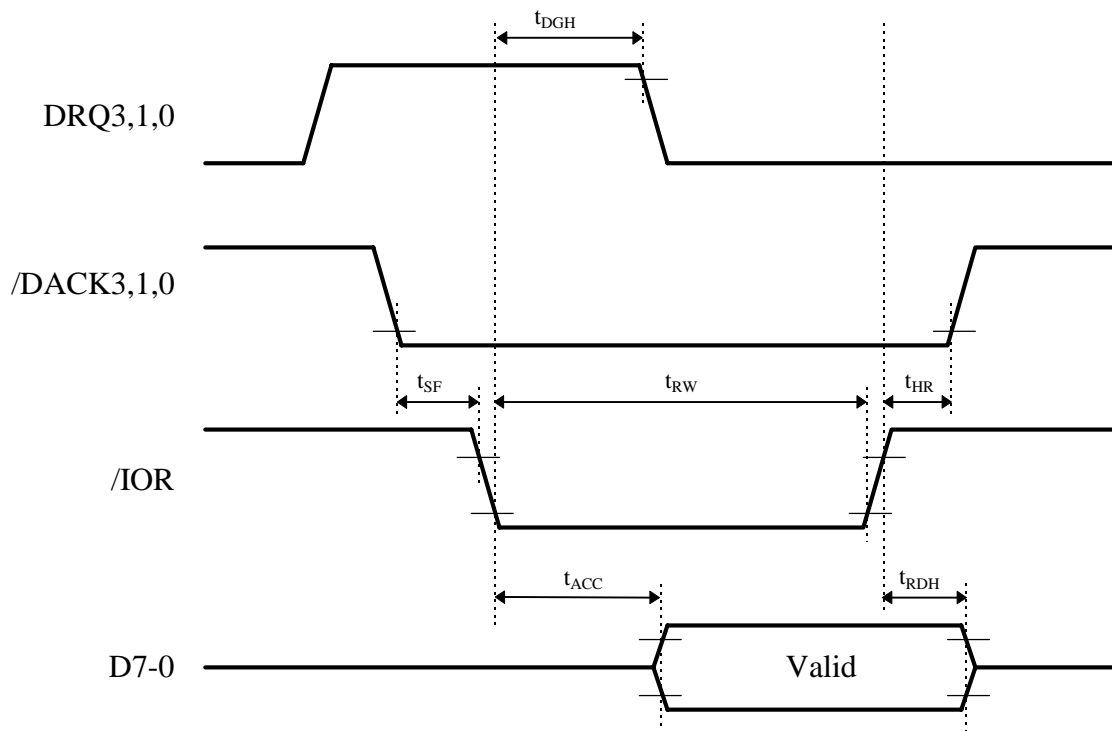 tDGH
DRQ3,1,0
/DACK3,1,0
tSF
tRW
tHR
/IOR
tACC
tRDH
D7-0
Valid